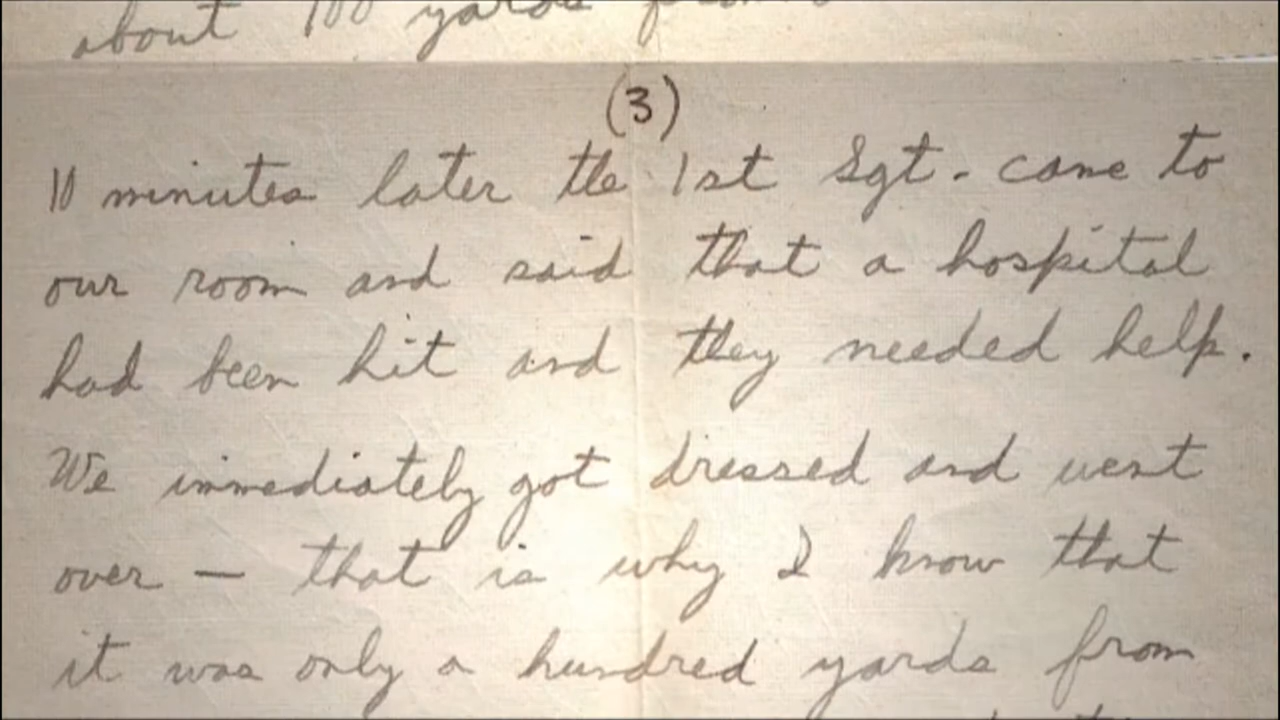 about 100 yards from
(3)
10 minutes later the 1st Sgt. came to
our room and said that a hospital
had been hit and they needed help.
We immediately got dressed and went
over — that is why I know that
it was only a hundred yards from